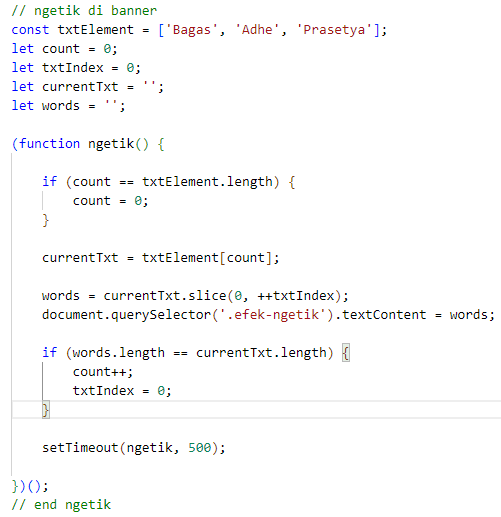 // ngetik di banner
const txtElement = ['Bagas', 'Adhe', 'Prasetya'];
let count = 0;
let txtIndex = 0;
let currentTxt = '';
let words = '';
(function ngetik() {
if (count == txtElement.length) {
count = 0;
}
currentTxt = txtElement[count];
words = currentTxt.slice(0, ++txtIndex);
document.querySelector('.efek-ngetik').textContent = words;
if (words.length == currentTxt.length) {
count++;
txtIndex = 0;
}
setTimeout(ngetik, 500);
})();
// end ngetik